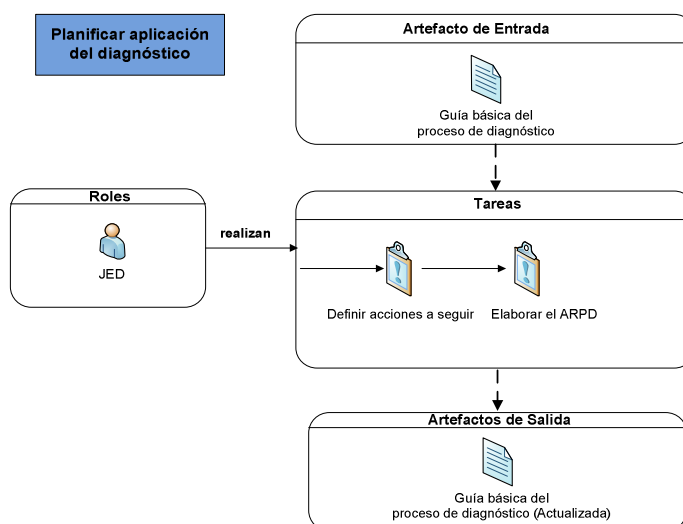 Planificar aplicación
del diagnóstico
Artefacto de Entrada
Guía básica del
proceso de diagnóstico
Roles
JED
realizan
Tareas
Definir acciones a seguir
Elaborar el ARPD
Artefactos de Salida
Guía básica del
proceso de diagnóstico (Actualizada)